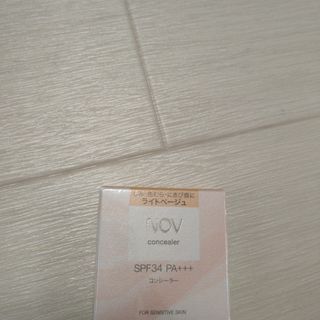 しみ・色むら・にきび痕に
ライトベージュ
NOV
concealer
SPF34 PA+++
コンシーラー
FOR SENSITIVE SKIN